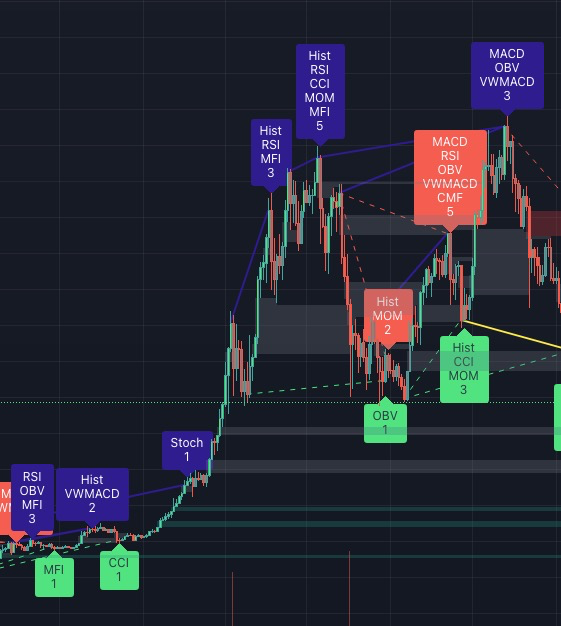 MACD
OBV
VWMACD
3
Hist
RSI
CCI
MOM
MFI
5
Hist
RSI
MFI
3
MACD
RSI
OBV
VWMACD
CMF
5
Hist
MOM
2
Hist
CCI
MOM
3
OBV
1
Stoch
1
RSI
OBV
MFI
3
Hist
VWMACD
2
MFI
1
CCI
1